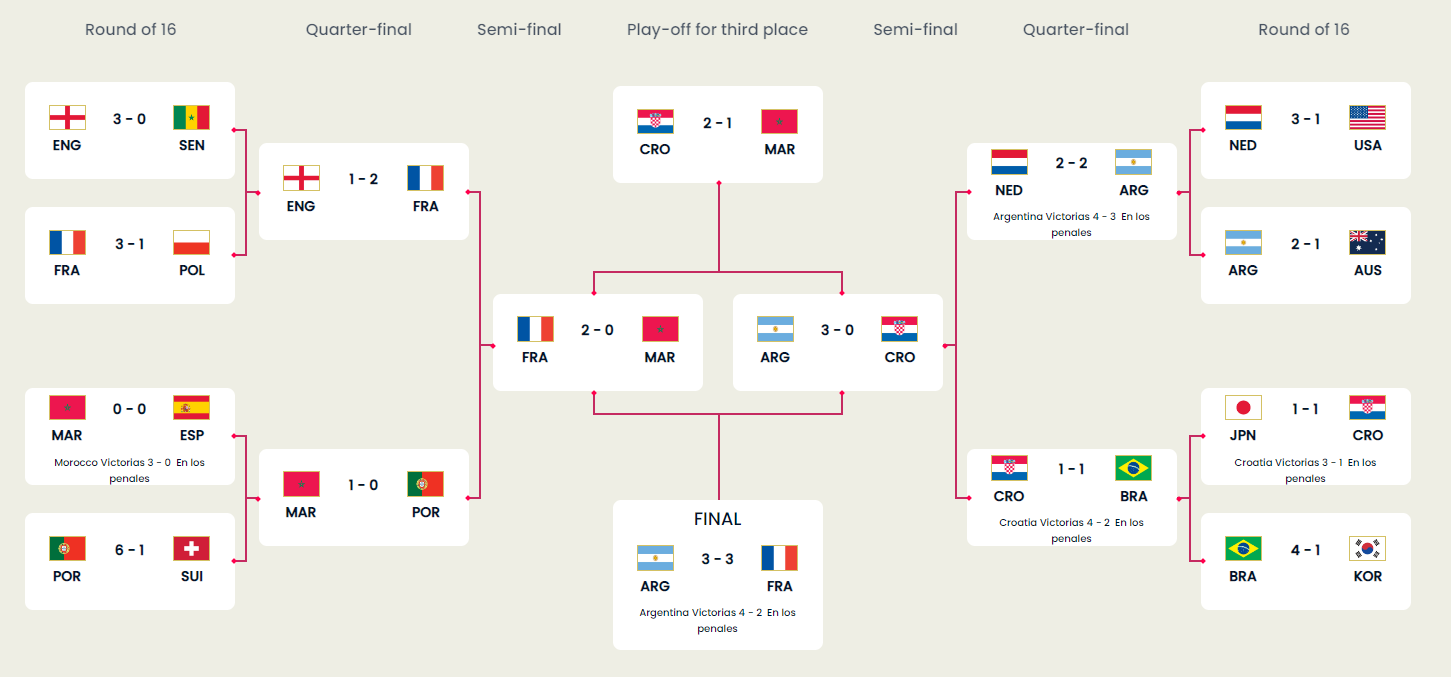 Round of 16
Quarter-final
Semi-final
Play-off for third place
Semi-final
Quarter-final
Round of 16
3 - 0
ENG SEN
3 - 1
FRA POL
0 - 0
MAR ESP
Morocco Victorias 3 - 0 En los
penales
6 - 1
POR SUI
1 - 2
ENG FRA
1 - 0
MAR POR
2 - 0
FRA MAR
2 - 1
CRO MAR
3 - 0
ARG CRO
FINAL
3 - 3
ARG FRA
Argentina Victorias 4 - 2 En los
penales
2 - 2
NED ARG
Argentina Victorias 4 - 3 En los
penales
1 - 1
CRO BRA
Croatia Victorias 4 - 2 En los
penales
3 - 1
NED USA
2 - 1
ARG AUS
1 - 1
JPN CRO
Croatia Victorias 3 - 1 En los
penales
4 - 1
BRA KOR